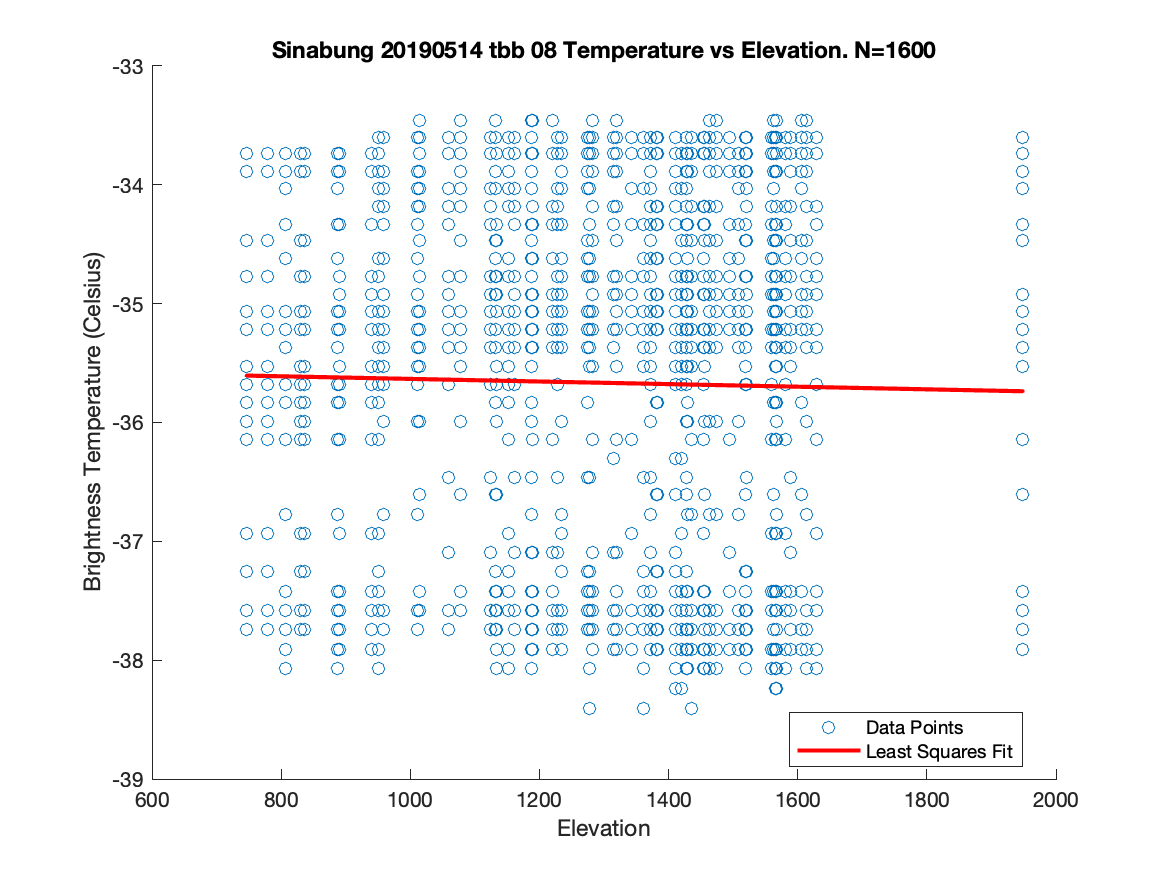 Sinabung 20190514 tbb 08 Temperature vs Elevation. N=1600
-33
-34
-35
-36
-37
-38
-39
Brightness Temperature (Celsius)
Data Points
Least Squares Fit
600 800 1000 1200 1400 1600 1800 2000
Elevation